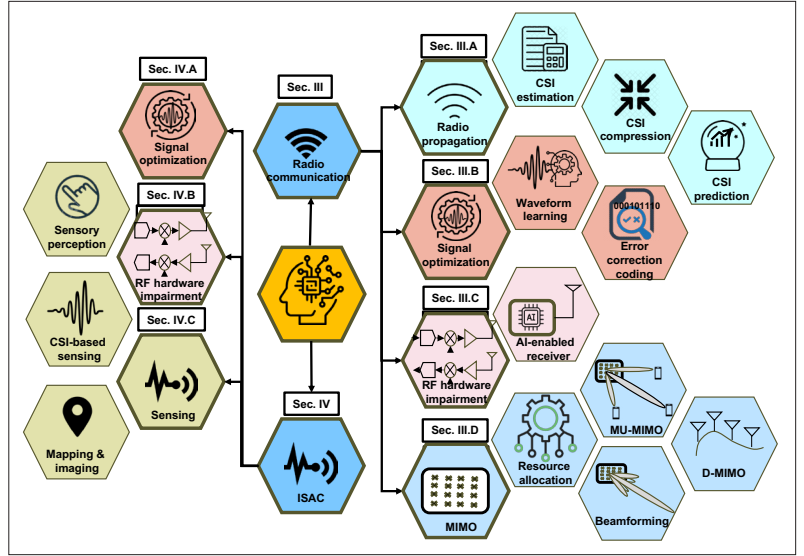 Sec. IV.A
Signal
optimization
Sec. III
Radio
communication
Sec. III.A
Radio
propagation
CSI
estimation
CSI
compression
CSI
prediction
Sec. IV.B
RF hardware
impairment
Sensory
perception
Sec. III.B
Signal
optimization
Waveform
learning
000101110
Error
correction
coding
CSI-based
sensing
Sec. IV.C
Sensing
Mapping &
imaging
Sec. III.C
RF hardware
impairment
AI
AI-enabled
receiver
Sec. IV
ISAC
Sec. III.D
MIMO
Resource
allocation
MU-MIMO
D-MIMO
Beamforming